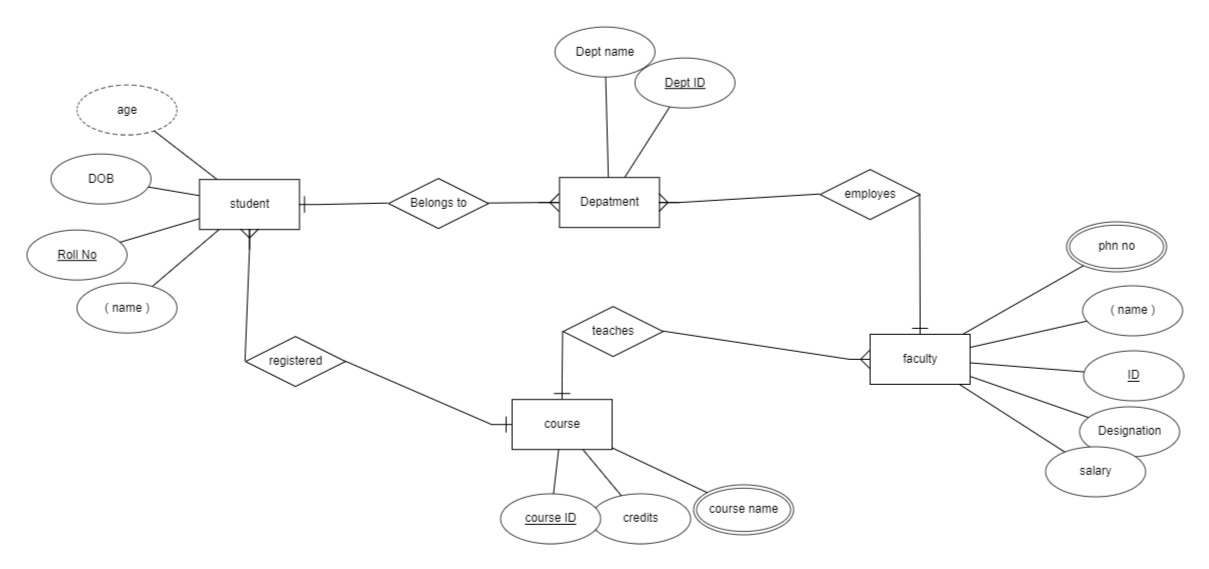 Dept name
Dept ID
age
DOB
student
Belongs to
Depatment
employes
Roll No
phn no
( name )
( name )
teaches
registered
faculty
ID
course
Designation
salary
course ID
credits
course name